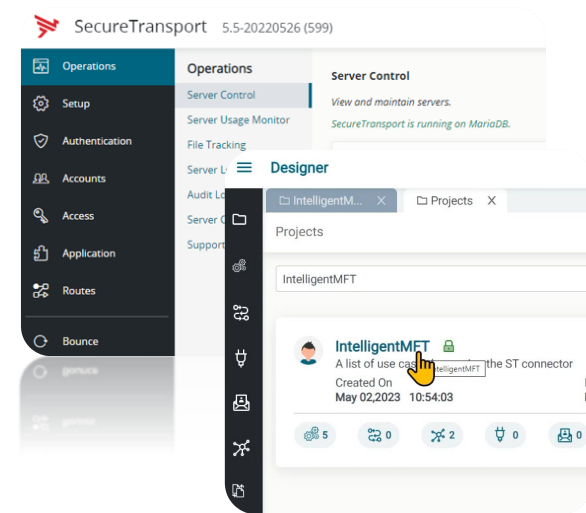 SecureTransport 5.5-20220526 (599)
Operations
Setup
Authentication
Accounts
Access
Application
Routes
Bounce
Operations
Server Control
Server Usage Monitor
File Tracking
Server
Audit
Server
Support
Server Control
View and maintain servers.
SecureTransport is running on MariaDB.
Designer
IntelligentM... X
Projects X
Projects
IntelligentMFT
IntelligentMFT
A list of use the ST connector
IntelligentMFT
Created On
May 02,2023 10:54:03
5
0
2
0
0